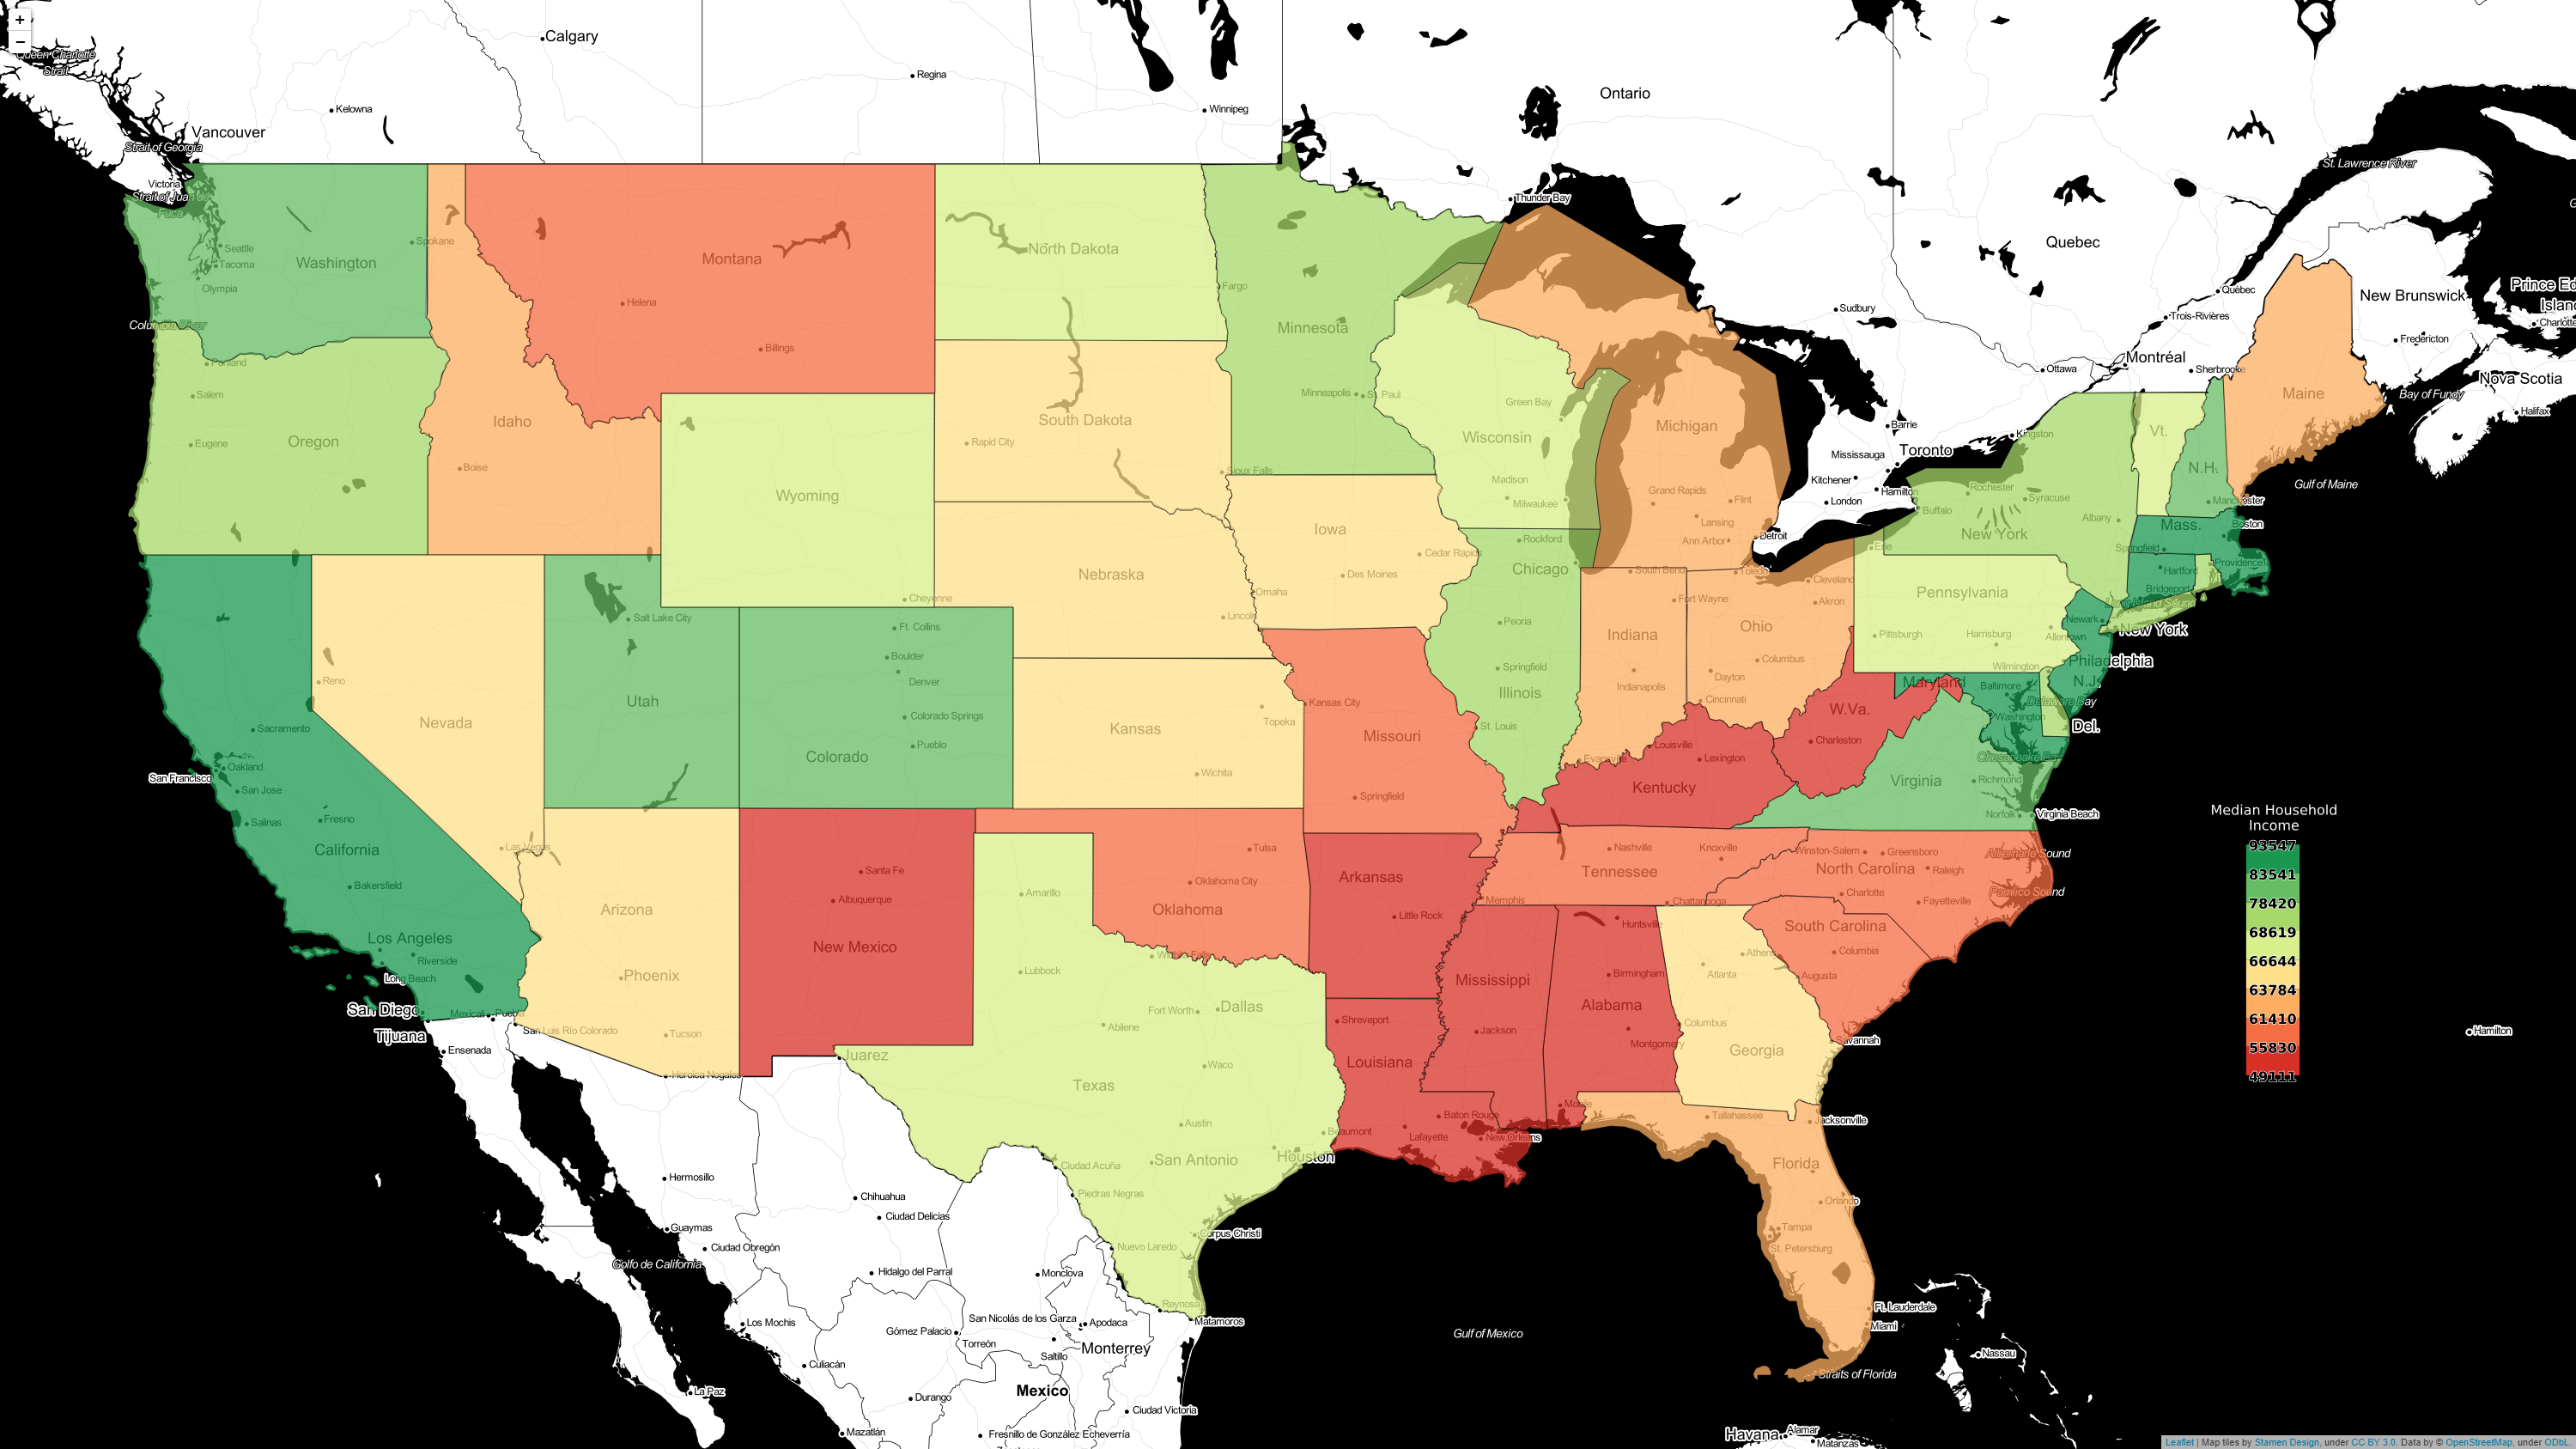 +
−
Queen Charlotte
Strait
Calgary
Regina
Kelowna
Winnipeg
Ontario
Vancouver
Strait of Georgia
Victoria
Strait of Juan de
Fuca
Thunder Bay
St. Lawrence River
Seattle
Tacoma
Olympia
Washington
Spokane
Montana
Helena
Billings
North Dakota
Fargo
Minnesota
Quebec
Sudbury
Québec
Trois-Rivières
New Brunswick
Prince Ed
Islan
Charlotte
Fredericton
Columbia River
Portland
Salem
Eugene
Oregon
Idaho
Boise
Wyoming
Cheyenne
South Dakota
Rapid City
Sioux Falls
Minneapolis
St. Paul
Green Bay
Wisconsin
Madison
Milwaukee
Michigan
Grand Rapids
Flint
Lansing
Ann Arbor
Detroit
Montréal
Ottawa
Sherbrooke
Nova Scotia
Halifax
Bay of Fundy
Maine
Gulf of Maine
Barrie
Toronto
Mississauga
Kitchener
Hamilton
London
Kingston
Rochester
Syracuse
Buffalo
Albany
New York
Vt.
N.H.
Manchester
Mass.
Boston
Springfield
Hartford
Providence
Bridgeport
Long Island Sound
Erie
Iowa
Cedar Rapids
Des Moines
Nebraska
Omaha
Lincoln
Rockford
Chicago
Peoria
Springfield
Illinois
South Bend
Fort Wayne
Indiana
Indianapolis
Evansville
Toledo
Cleveland
Akron
Ohio
Columbus
Dayton
Cincinnati
Pennsylvania
Pittsburgh
Harrisburg
Allentown
Newark
New York
Philadelphia
Wilmington
N.J.
Maryland
Baltimore
Washington
Delaware Bay
Del.
Chesapeake Bay
W.Va.
Charleston
Virginia
Richmond
Norfolk
Virginia Beach
Reno
Nevada
Las Vegas
Salt Lake City
Utah
Ft. Collins
Boulder
Denver
Colorado Springs
Pueblo
Colorado
Kansas
Topeka
Wichita
Kansas City
Missouri
St. Louis
Springfield
Louisville
Lexington
Kentucky
Sacramento
San Francisco
Oakland
San Jose
Salinas
Fresno
California
Bakersfield
Los Angeles
Riverside
Long Beach
San Diego
Tijuana
Mexicali
Ensenada
San Luis Río Colorado
Arizona
Phoenix
Tucson
Heroica Nogales
Santa Fe
Albuquerque
New Mexico
Juarez
Tulsa
Oklahoma City
Oklahoma
Amarillo
Lubbock
Wichita Falls
Fort Worth
Dallas
Abilene
Waco
Texas
Austin
San Antonio
Houston
Beaumont
Corpus Christi
Arkansas
Little Rock
Memphis
Nashville
Knoxville
Tennessee
Chattanooga
Winston-Salem
Greensboro
North Carolina
Raleigh
Charlotte
Fayetteville
Albemarle Sound
Pamlico Sound
South Carolina
Columbia
Huntsville
Athens
Atlanta
Augusta
Mississippi
Birmingham
Alabama
Jackson
Montgomery
Columbus
Georgia
Savannah
Shreveport
Louisiana
Baton Rouge
Lafayette
New Orleans
Mobile
Tallahassee
Jacksonville
Florida
Orlando
Tampa
St. Petersburg
Ft. Lauderdale
Miami
Straits of Florida
Nassau
Hamilton
Median Household
Income
93547
83541
78420
68619
66644
63784
61410
55830
49111
Ciudad Acuña
Piedras Negras
Nuevo Laredo
Reynosa
Matamoros
Hermosillo
Guaymas
Ciudad Obregón
Golfo de California
Chihuahua
Ciudad Delicias
Hidalgo del Parral
Monclova
Los Mochis
Gómez Palacio
Torreón
San Nicolás de los Garza
Apodaca
Saltillo
Monterrey
Culiacán
La Paz
Durango
Mexico
Ciudad Victoria
Mazatlán
Fresnillo de González Echeverría
Gulf of Mexico
Havana
Alamar
Matanzas
Leaflet | Map tiles by Stamen Design, under CC BY 3.0. Data by © OpenStreetMap, under ODbL.